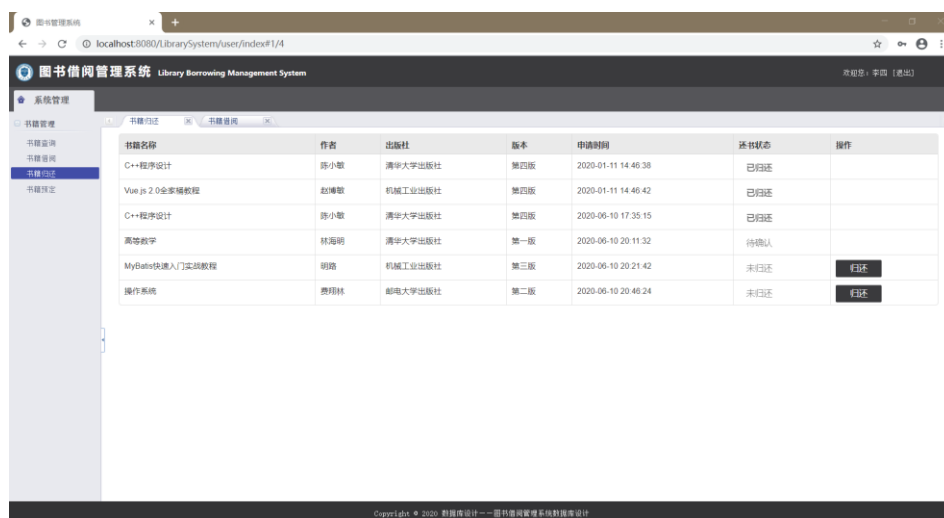 图书管理系统
localhost:8080/LibrarySystem/user/index#1/4
图书借阅管理系统 Library Borrowing Management System 欢迎您：李四 [退出]
系统管理
书籍管理
书籍查询
书籍借阅
书籍归还
书籍预定
书籍归还 书籍借阅
书籍名称 作者 出版社 版本 申请时间 还书状态 操作
C++程序设计 陈小敏 清华大学出版社 第四版 2020-01-11 14:46:38 已归还
Vue.js 2.0全家桶教程 赵博敏 机械工业出版社 第四版 2020-01-11 14:46:42 已归还
C++程序设计 陈小敏 清华大学出版社 第四版 2020-06-10 17:35:15 已归还
高等数学 林海明 清华大学出版社 第一版 2020-06-10 20:11:32 待确认
MyBatis快速入门实战教程 明路 机械工业出版社 第三版 2020-06-10 20:21:42 未归还 归还
操作系统 费翔林 邮电大学出版社 第二版 2020-06-10 20:46:24 未归还 归还
Copyright © 2020 数据库设计——图书借阅管理系统数据库设计